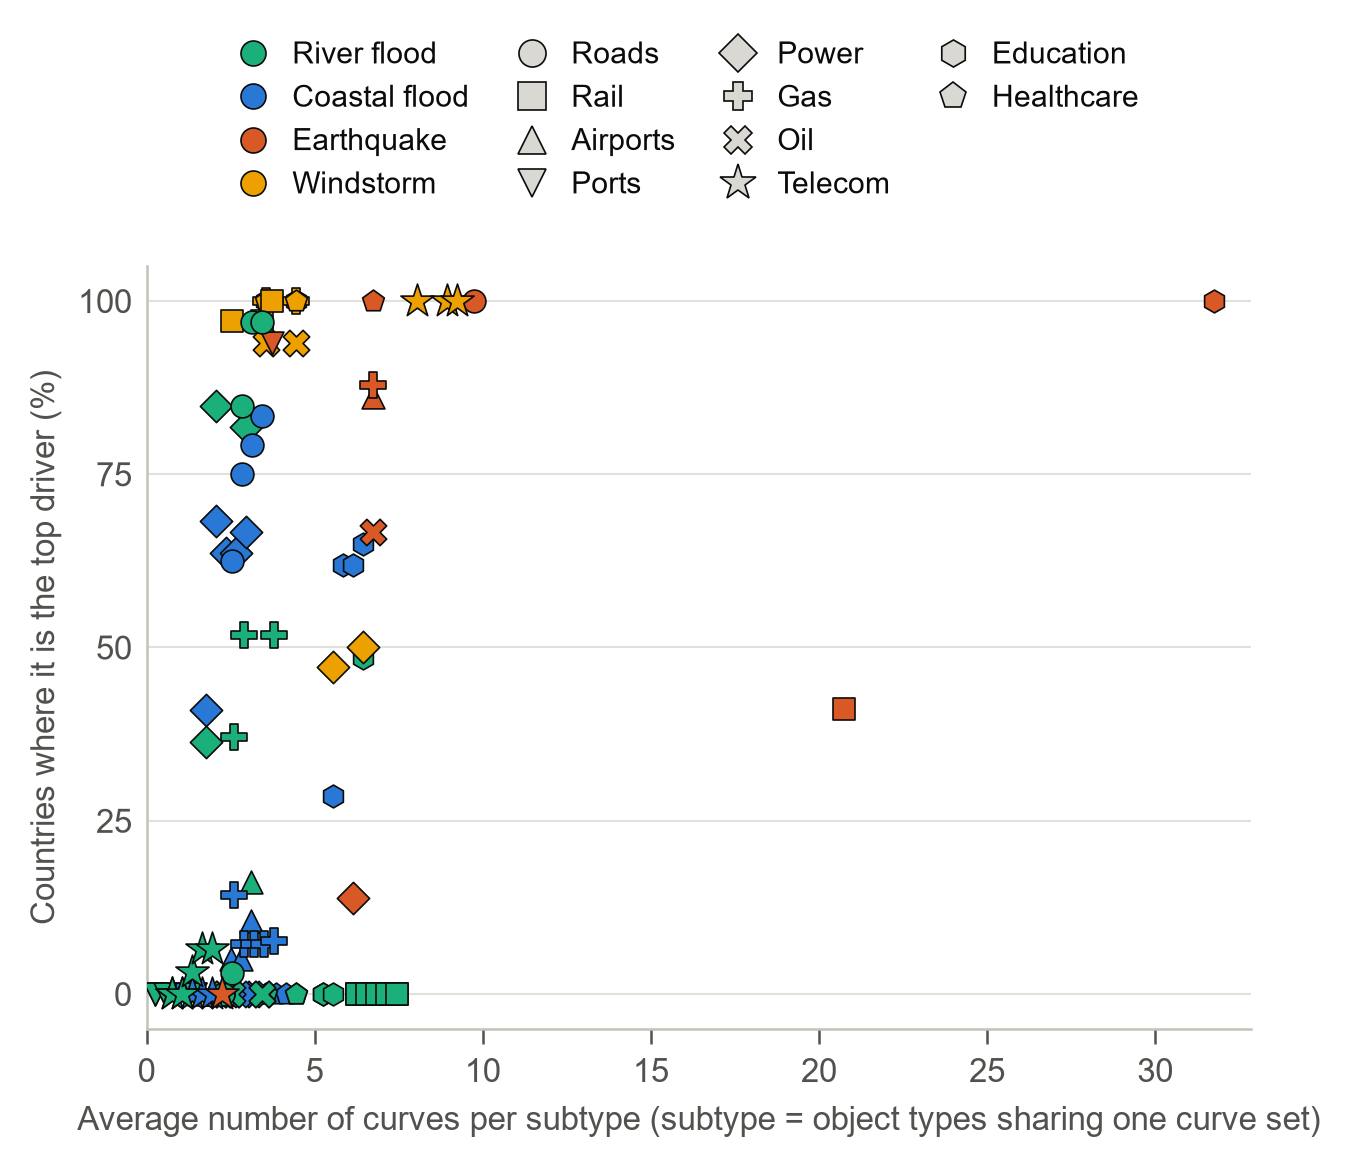 River flood
Coastal flood
Earthquake
Windstorm
Roads
Rail
Airports
Ports
Power
Gas
Oil
Telecom
Education
Healthcare
100
75
50
25
0
Countries where it is the top driver (%)
0 5 10 15 20 25 30
Average number of curves per subtype (subtype = object types sharing one curve set)